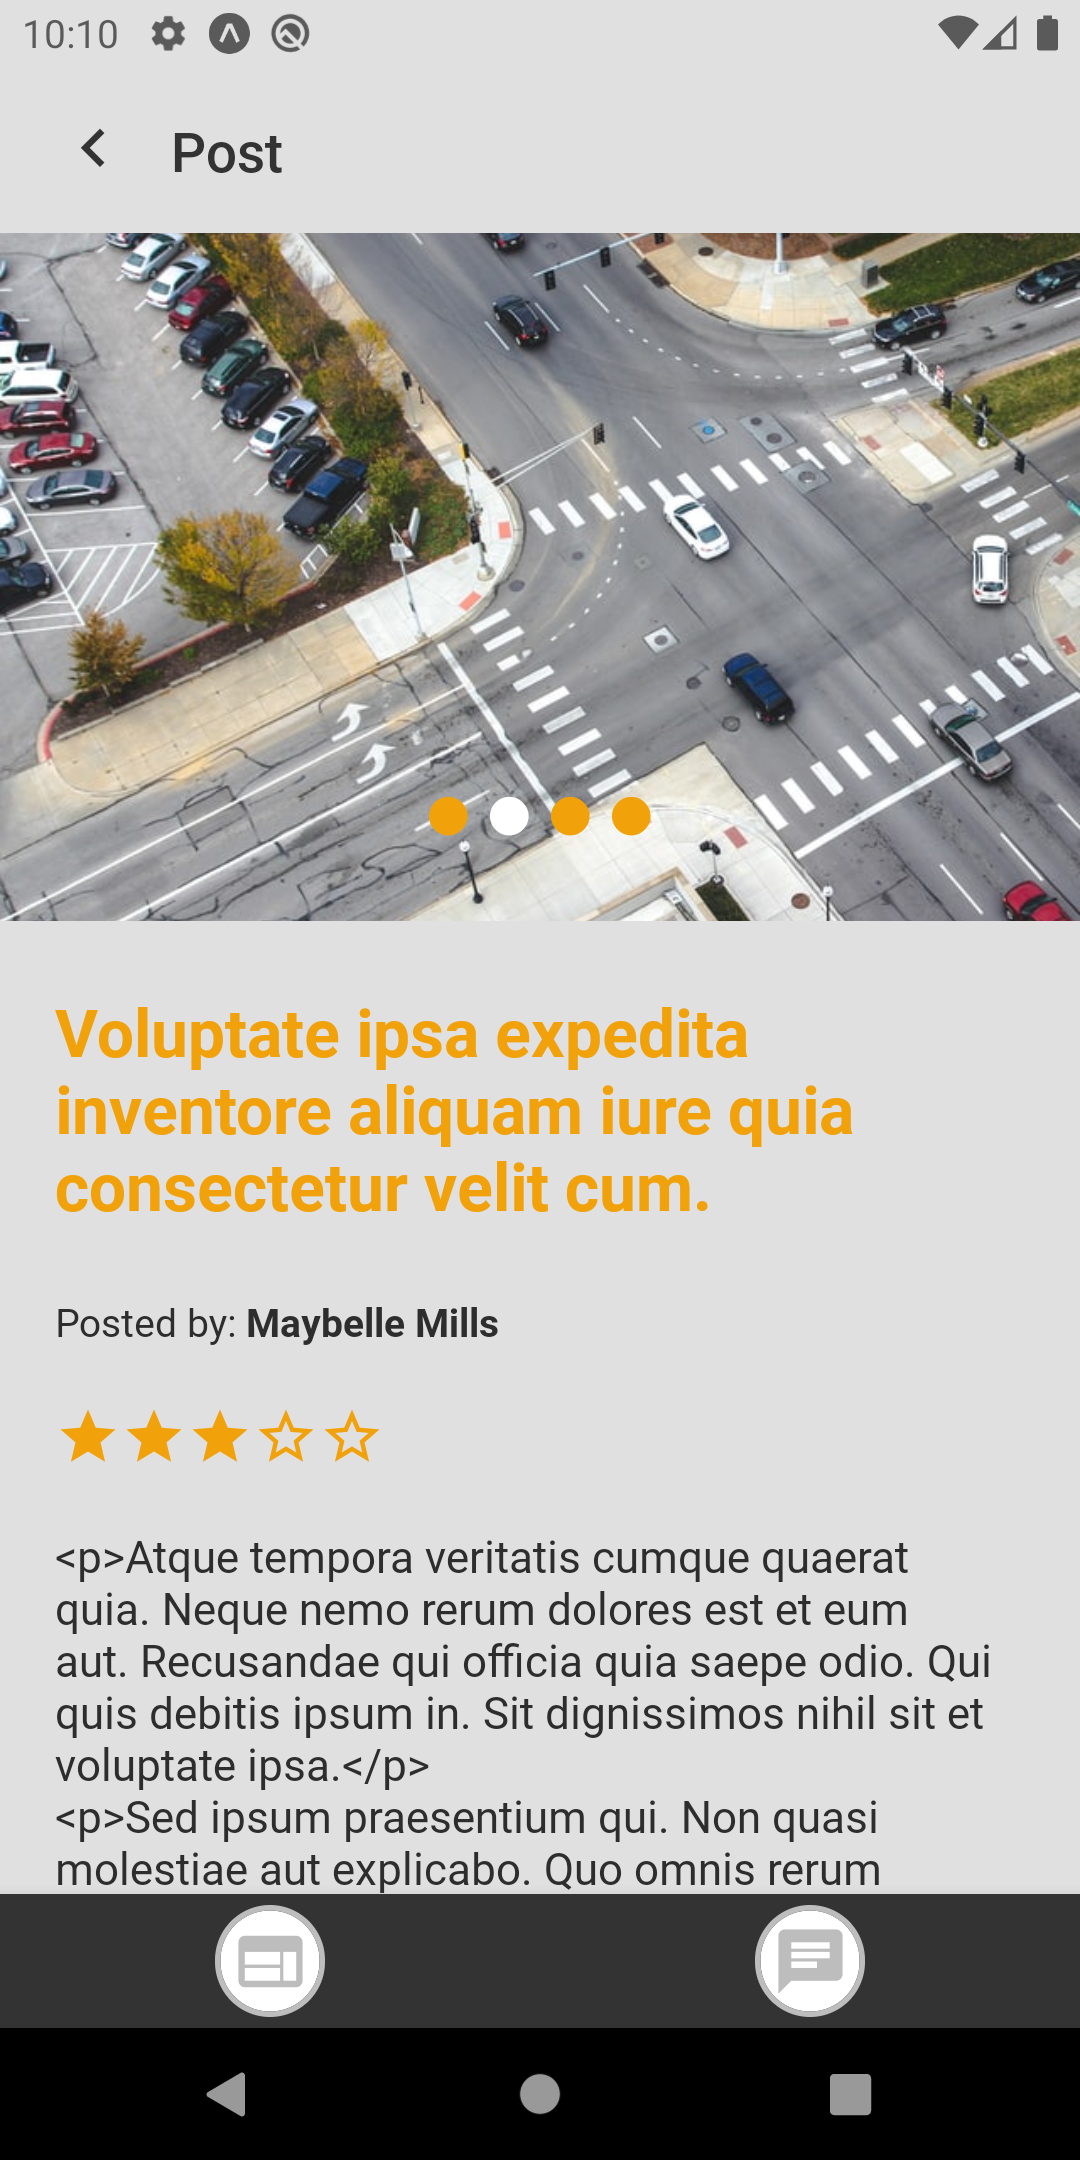 10:10
Post
Voluptate ipsa expedita
inventore aliquam iure quia
consectetur velit cum.
Posted by: Maybelle Mills
<p>Atque tempora veritatis cumque quaerat
quia. Neque nemo rerum dolores est et eum
aut. Recusandae qui officia quia saepe odio. Qui
quis debitis ipsum in. Sit dignissimos nihil sit et
voluptate ipsa.</p>
<p>Sed ipsum praesentium qui. Non quasi
molestiae aut explicabo. Quo omnis rerum